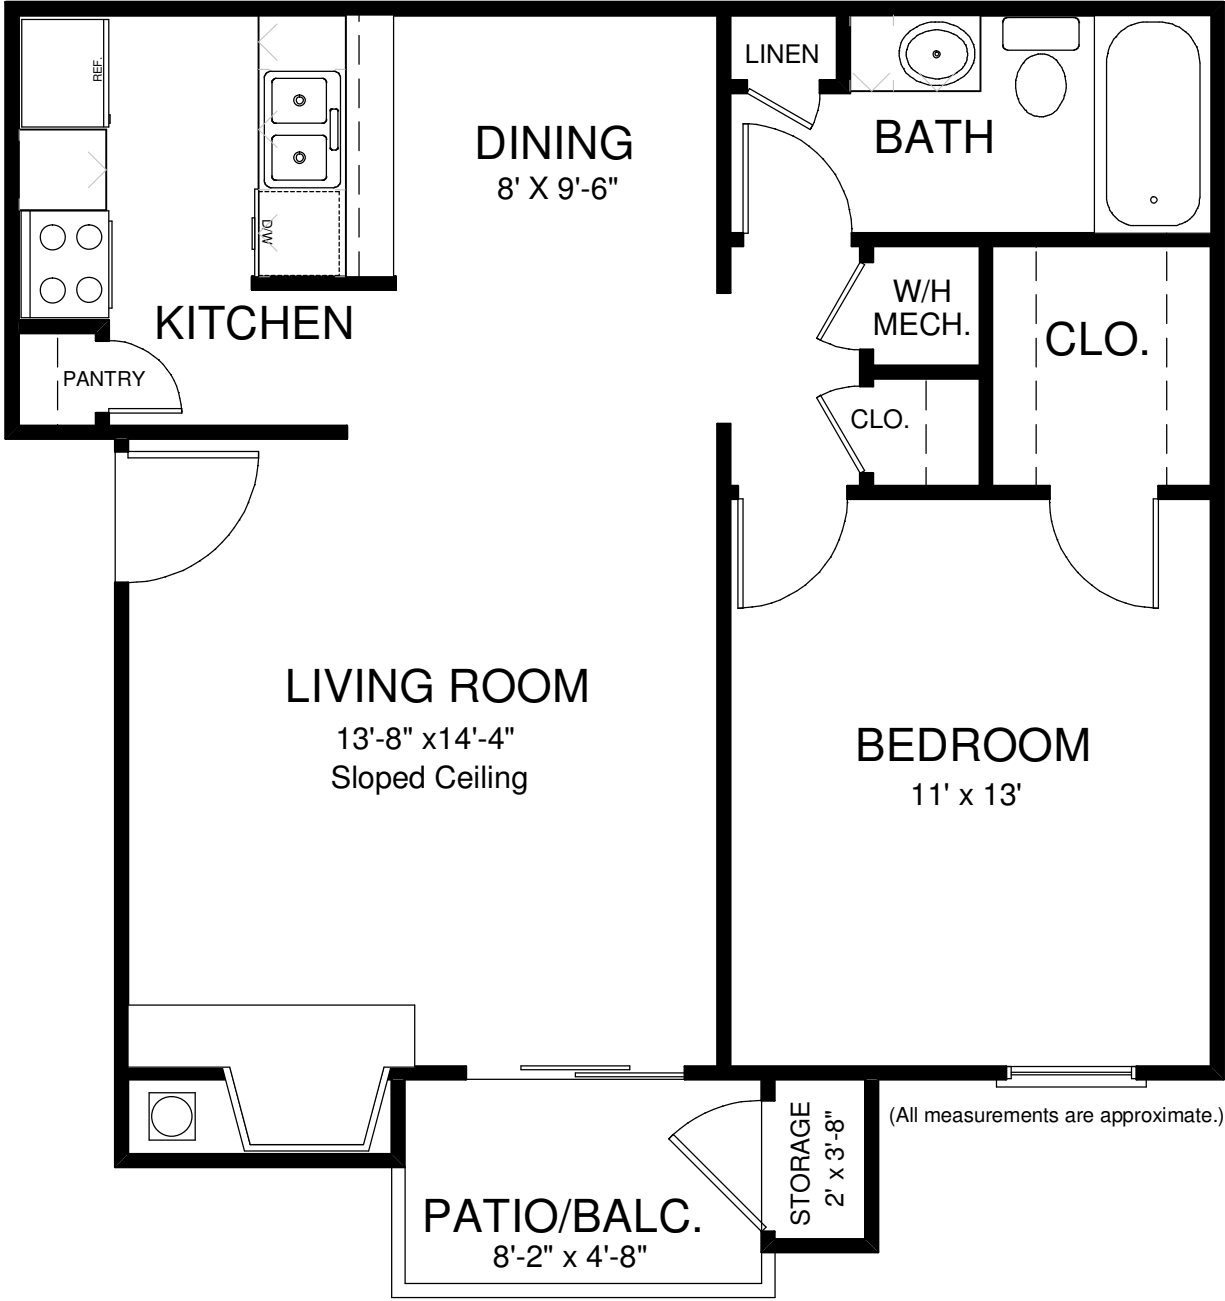 REF.
LINEN
DINING
8' X 9'-6"
BATH
D/W
KITCHEN
W/H
MECH.
CLO.
PANTRY
CLO.
LIVING ROOM
13'-8" x14'-4"
Sloped Ceiling
BEDROOM
11' x 13'
(All measurements are approximate.)
STORAGE
2' x 3'-8"
PATIO/BALC.
8'-2" x 4'-8"